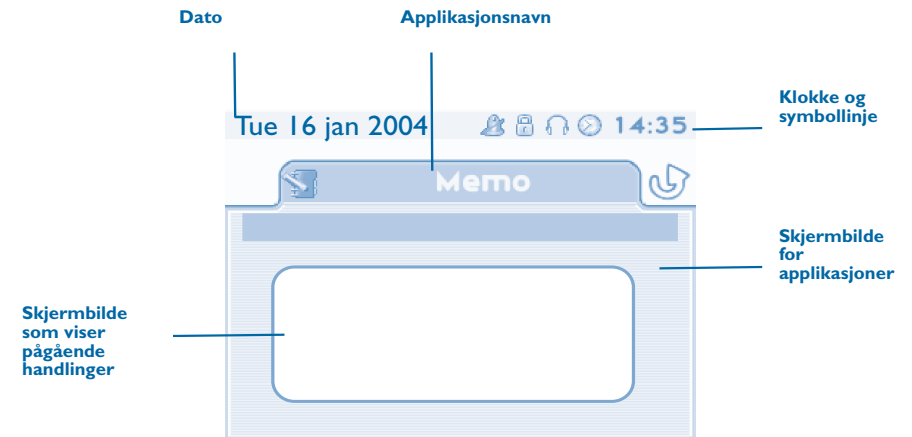 Dato
Applikasjonsnavn
Klokke og
symbollinje
Tue 16 jan 2004
14:35
Memo
Skjermbilde
for
applikasjoner
Skjermbilde
som viser
pågående
handlinger